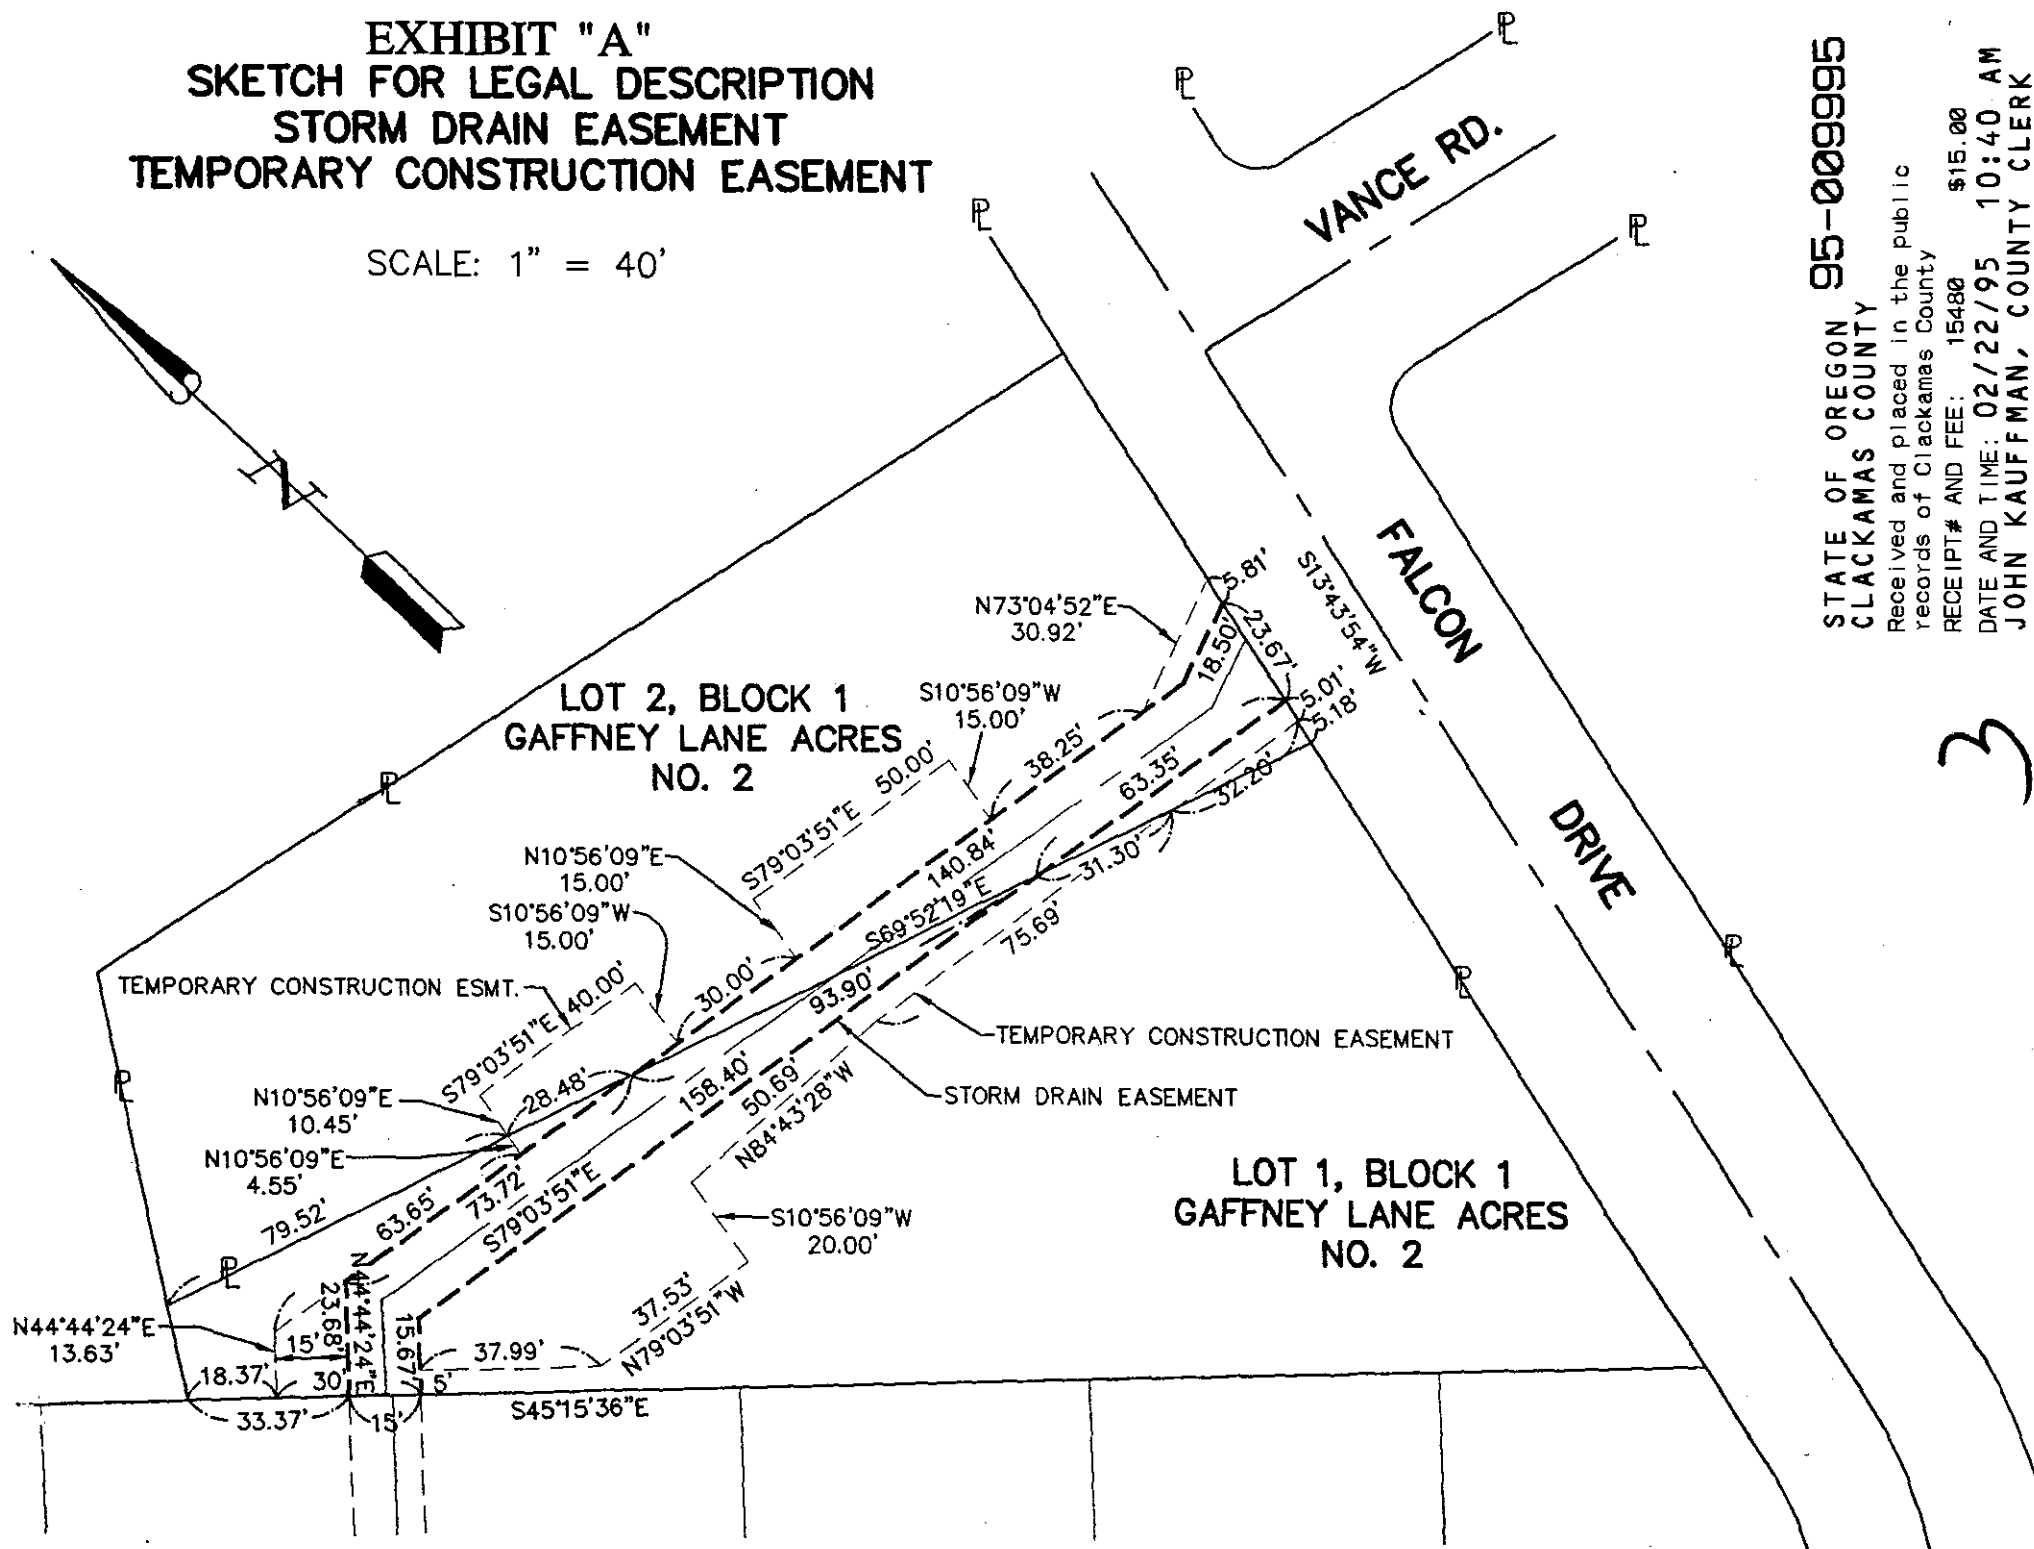 EXHIBIT "A"
SKETCH FOR LEGAL DESCRIPTION
STORM DRAIN EASEMENT
TEMPORARY CONSTRUCTION EASEMENT
SCALE: 1" = 40'
N
PL
PL
PL
PL
VANCE RD.
FALCON
DRIVE
S13°43'54"W
5.81'
23.67'
18.50'
5.01'
5.18'
N73°04'52"E
30.92'
LOT 2, BLOCK 1
GAFFNEY LANE ACRES
NO. 2
S10°56'09"W
15.00'
38.25'
63.35'
32.20'
S79°03'51"E 50.00'
PL
N10°56'09"E
15.00'
140.84'
S69°52'19"E
31.30'
S10°56'09"W
15.00'
75.69'
PL
PL
TEMPORARY CONSTRUCTION ESMT.
30.00'
93.90'
S79°03'51"E 40.00'
TEMPORARY CONSTRUCTION EASEMENT
PL
N10°56'09"E
10.45'
28.48'
158.40'
50.69'
N84°43'28"W
STORM DRAIN EASEMENT
N10°56'09"E
4.55'
73.72'
S79°03'51"E
63.65'
79.52'
LOT 1, BLOCK 1
GAFFNEY LANE ACRES
NO. 2
S10°56'09"W
20.00'
PL
N44°44'24"E
23.68'
N44°44'24"E
13.63'
15'
15.67'
37.53'
N79°03'51"W
37.99'
18.37'
30'
5'
33.37'
15'
S45°15'36"E
STATE OF OREGON 95-009995
CLACKAMAS COUNTY
Received and placed in the public
records of Clackamas County
RECEIPT# AND FEE: 15480 $15.00
DATE AND TIME: 02/22/95 10:40 AM
JOHN KAUFFMAN, COUNTY CLERK
3